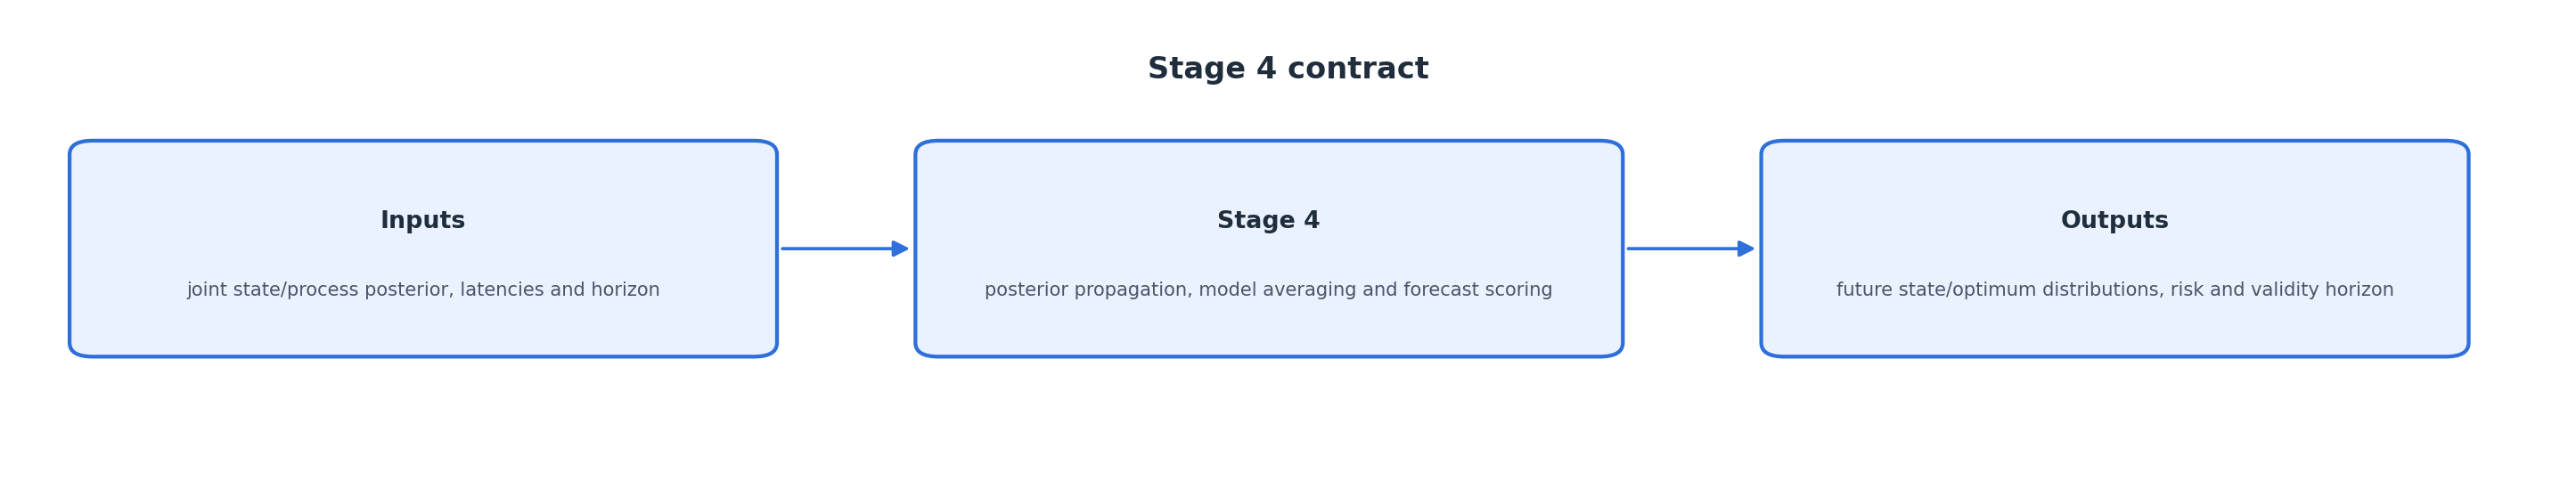 Stage 4 contract
Inputs
joint state/process posterior, latencies and horizon
Stage 4
posterior propagation, model averaging and forecast scoring
Outputs
future state/optimum distributions, risk and validity horizon